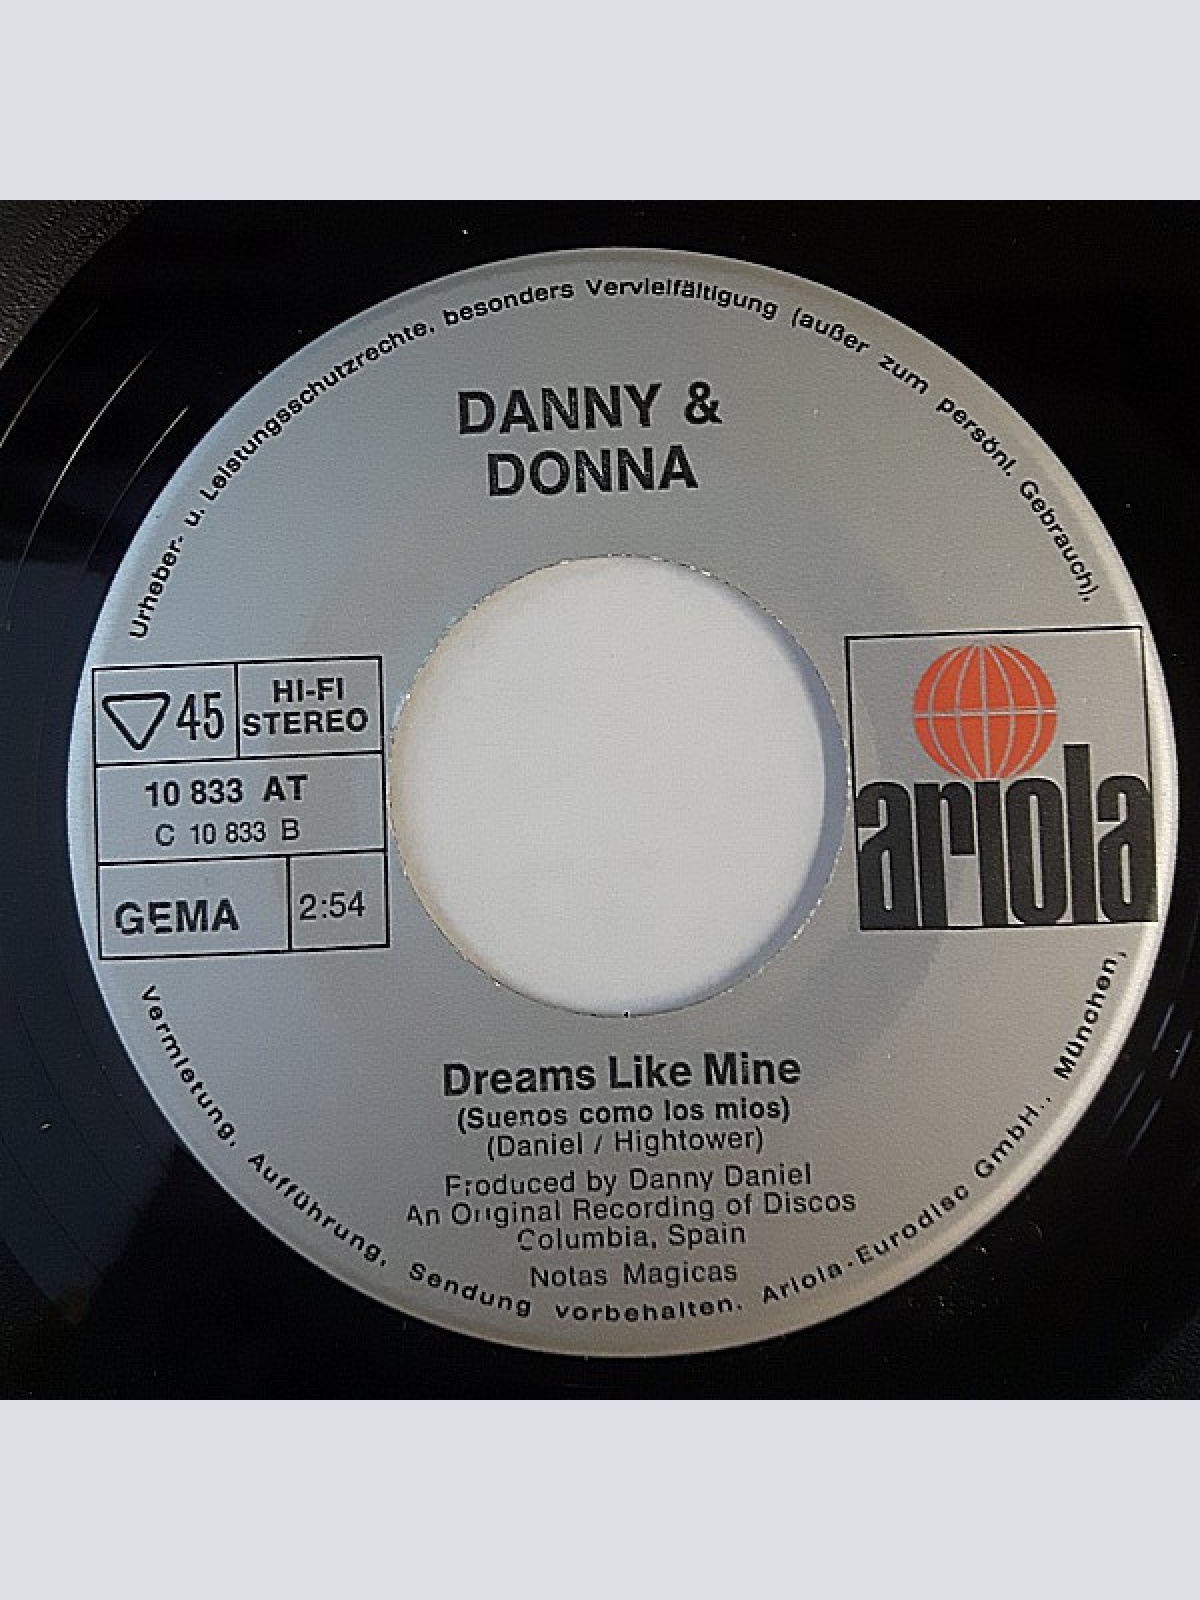 Urheber- u. Leistungsschutzrechte, besonders Vervielfältigung (außer zum persönl. Gebrauch),
DANNY &
DONNA
45
HI-FI
STEREO
10 833 AT
C 10 833 B
GEMA
2:54
ariola
Dreams Like Mine
(Suenos como los mios)
(Daniel / Hightower)
Produced by Danny Daniel
An Original Recording of Discos
Columbia, Spain
Notas Magicas
Vermietung, Aufführung, Sendung vorbehalten. Ariola-Eurodisc GmbH., München,